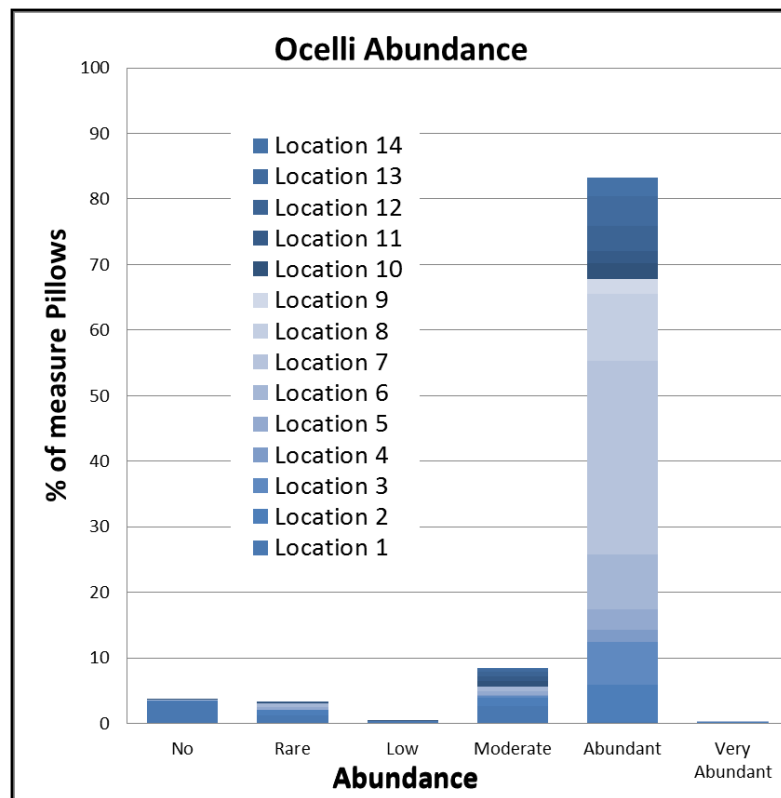 Ocelli Abundance
% of measure Pillows
100
90
80
70
60
50
40
30
20
10
0
Location 14
Location 13
Location 12
Location 11
Location 10
Location 9
Location 8
Location 7
Location 6
Location 5
Location 4
Location 3
Location 2
Location 1
No
Rare
Low
Moderate
Abundant
Very
Abundant
Abundance